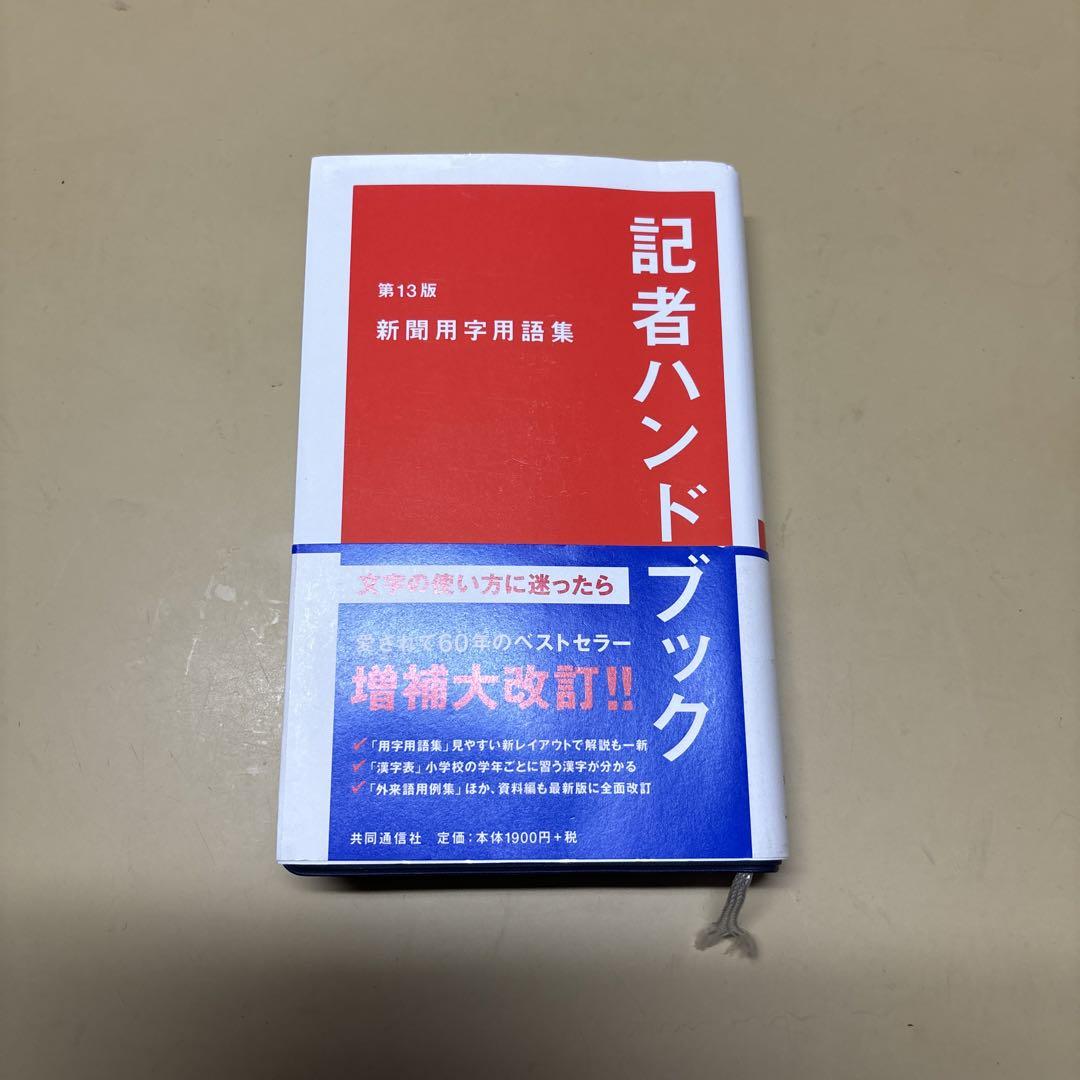 記者ハンドブック
第13版
新聞用字用語集
文字の使い方に迷ったら
愛されて60年のベストセラー
増補大改訂!!
✓「用字用語集」見やすい新レイアウトで解説も一新
✓「漢字表」小学校の学年ごとに習う漢字が分かる
✓「外来語用例集」ほか、資料編も最新版に全面改訂
共同通信社 定価:本体1900円+税